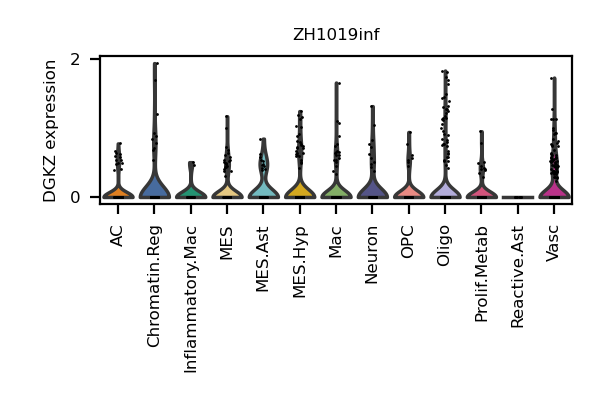 ZH1019inf
DGKZ expression
2
0
AC
Chromatin.Reg
Inflammatory.Mac
MES
MES.Ast
MES.Hyp
Mac
Neuron
OPC
Oligo
Prolif.Metab
Reactive.Ast
Vasc